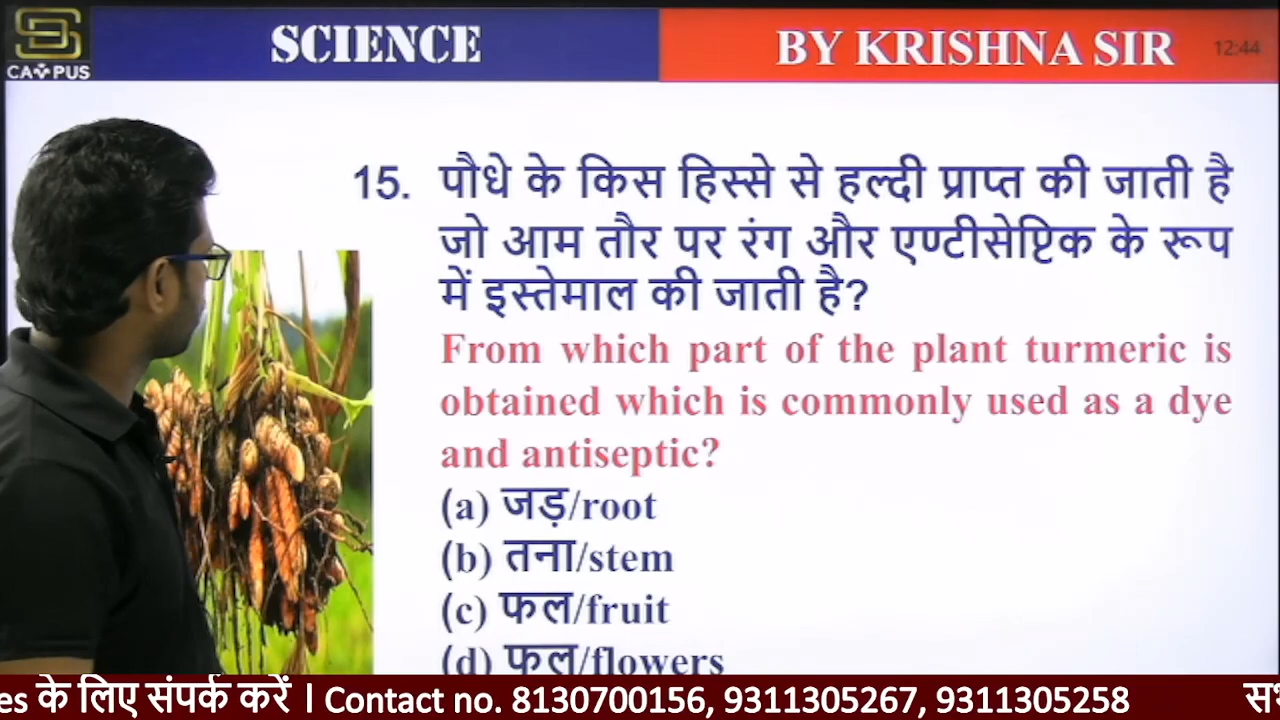 SCIENCE
BY KRISHNA SIR
12:44
CAMPUS
15. पौधे के किस हिस्से से हल्दी प्राप्त की जाती है
जो आम तौर पर रंग और एण्टीसेप्टिक के रूप
में इस्तेमाल की जाती है?
From which part of the plant turmeric is
obtained which is commonly used as a dye
and antiseptic?
(a) जड़/root
(b) तना/stem
(c) फल/fruit
(d) फूल/flowers
es के लिए संपर्क करें । Contact no. 8130700156, 9311305267, 9311305258